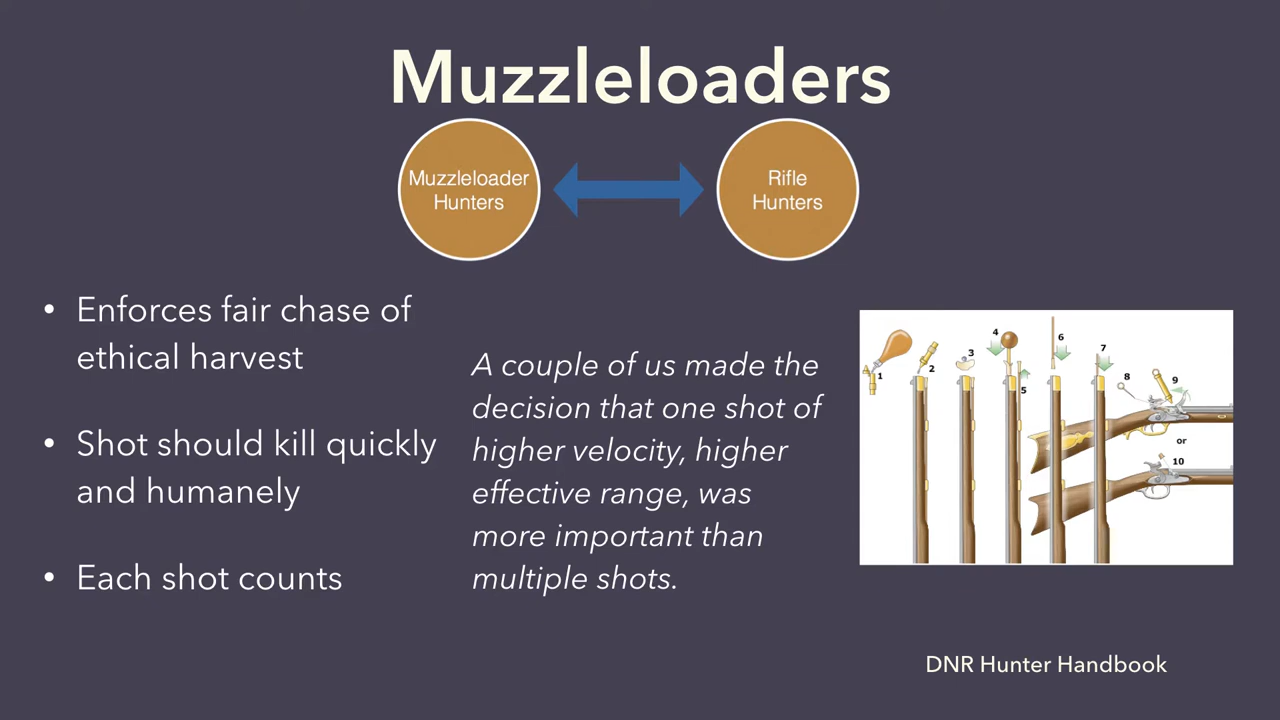 Muzzleloaders
Muzzleloader
Hunters
Rifle
Hunters
• Enforces fair chase of
ethical harvest
• Shot should kill quickly
and humanely
• Each shot counts
A couple of us made the
decision that one shot of
higher velocity, higher
effective range, was
more important than
multiple shots.
1
2
3
4
5
6
7
8
9
or
10
DNR Hunter Handbook